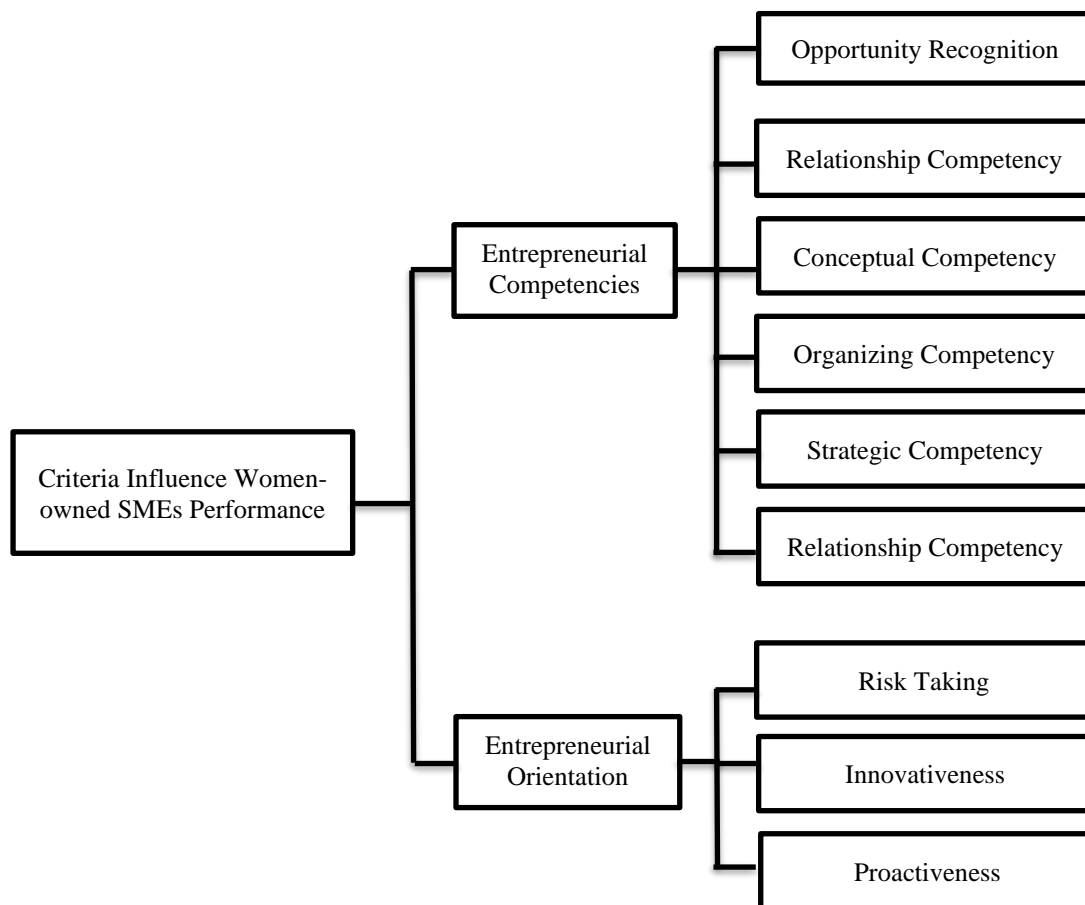 Opportunity Recognition
Relationship Competency
Entrepreneurial
Competencies
Conceptual Competency
Organizing Competency
Criteria Influence Women-
owned SMEs Performance
Strategic Competency
Relationship Competency
Risk Taking
Entrepreneurial
Orientation
Innovativeness
Proactiveness